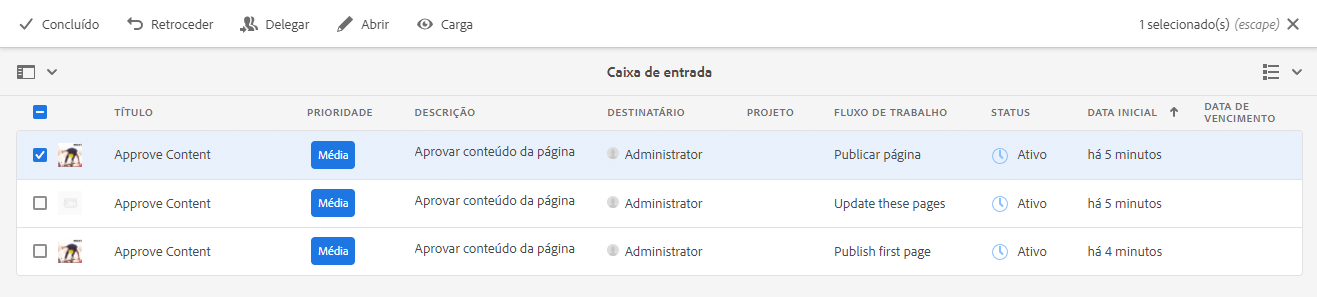 Concluído Retroceder Delegar Abrir Carga 1 selecionado(s) (escape)
Caixa de entrada
TÍTULO PRIORIDADE DESCRIÇÃO DESTINATÁRIO PROJETO FLUXO DE TRABALHO STATUS DATA INICIAL DATA DE VENCIMENTO
Approve Content Média Aprovar conteúdo da página Administrator Publicar página Ativo há 5 minutos
Approve Content Média Aprovar conteúdo da página Administrator Update these pages Ativo há 5 minutos
Approve Content Média Aprovar conteúdo da página Administrator Publish first page Ativo há 4 minutos